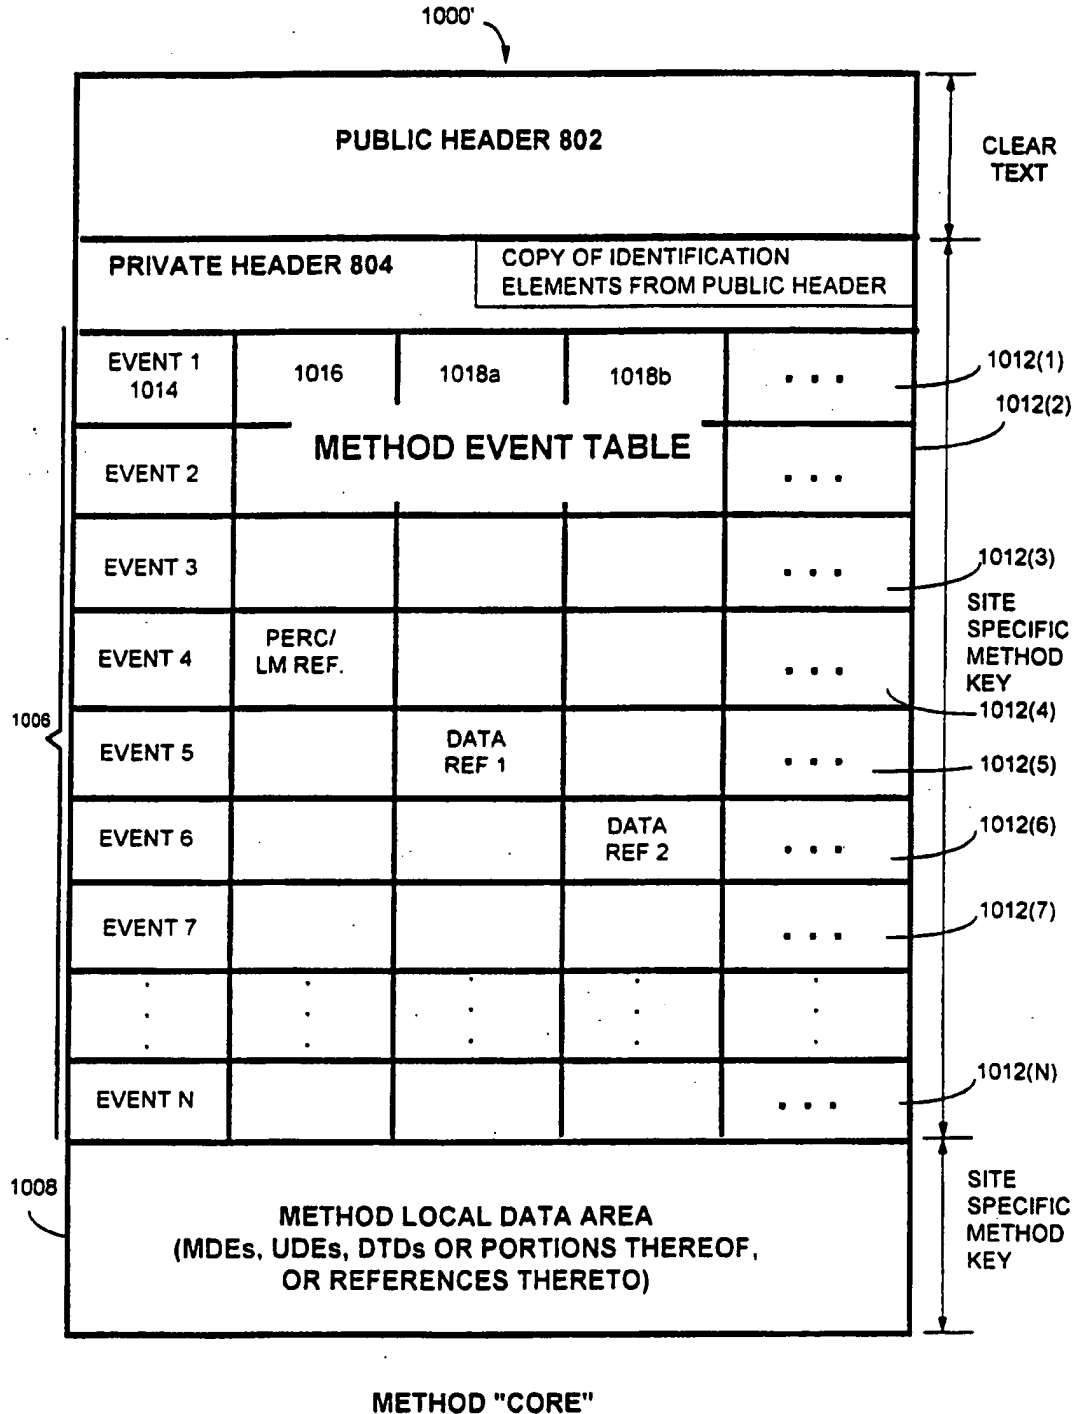 1000'
PUBLIC HEADER 802
CLEAR
TEXT
PRIVATE HEADER 804
COPY OF IDENTIFICATION
ELEMENTS FROM PUBLIC HEADER
EVENT 1
1014
1016
1018a
1018b
. . .
1012(1)
1012(2)
METHOD EVENT TABLE
EVENT 2
. . .
EVENT 3
. . .
1012(3)
SITE
SPECIFIC
METHOD
KEY
EVENT 4
PERC/
LM REF.
. . .
1012(4)
1006
EVENT 5
DATA
REF 1
. . .
1012(5)
EVENT 6
DATA
REF 2
. . .
1012(6)
EVENT 7
. . .
1012(7)
EVENT N
. . .
1012(N)
1008
METHOD LOCAL DATA AREA
(MDEs, UDEs, DTDs OR PORTIONS THEREOF,
OR REFERENCES THERETO)
SITE
SPECIFIC
METHOD
KEY
METHOD "CORE"